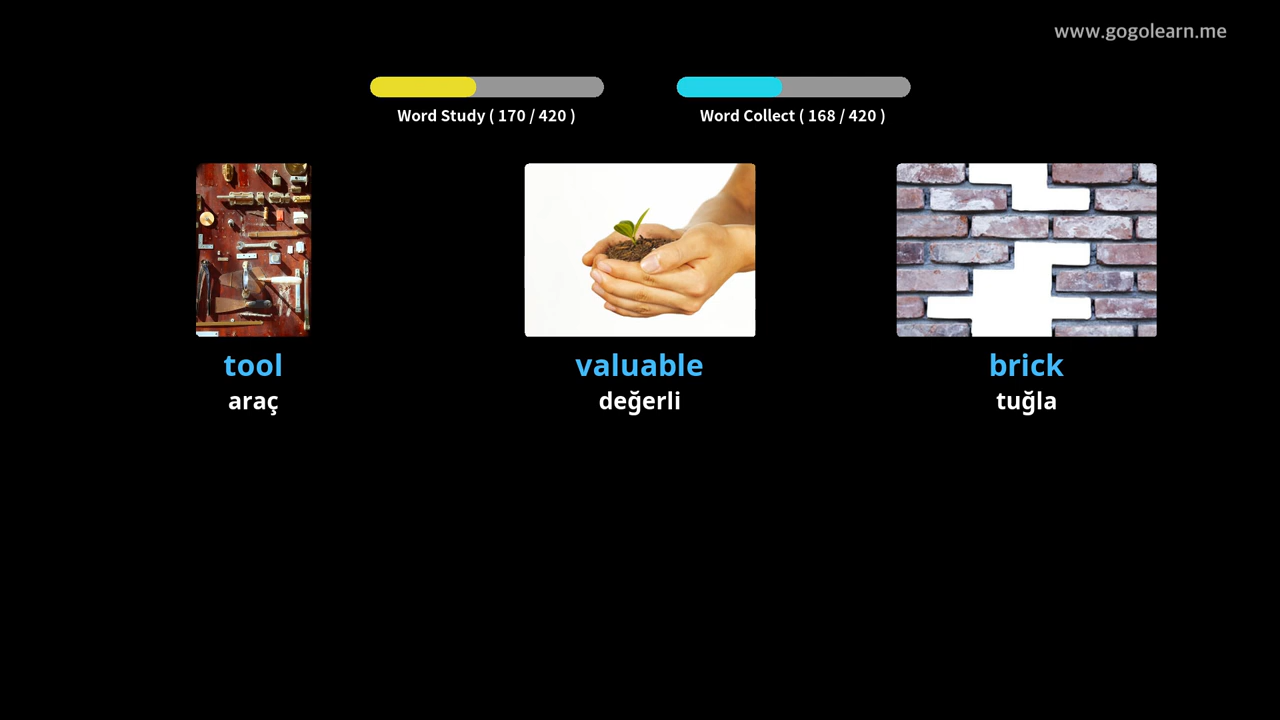 www.gogolearn.me
Word Study ( 170 / 420 )
Word Collect ( 168 / 420 )
tool
valuable
brick
araç
değerli
tuğla